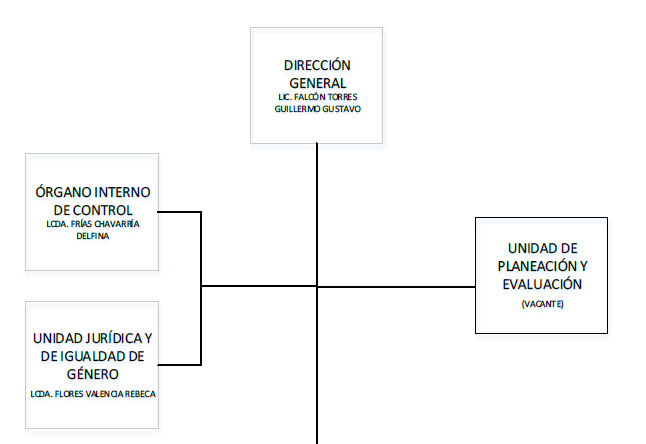 DIRECCIÓN
GENERAL
LIC. FALCÓN TORRES
GUILLERMO GUSTAVO
ÓRGANO INTERNO
DE CONTROL
LCDA. FRÍAS CHAVARRÍA
DELFINA
UNIDAD DE
PLANEACIÓN Y
EVALUACIÓN
(VACANTE)
UNIDAD JURÍDICA Y
DE IGUALDAD DE
GÉNERO
LCDA. FLORES VALENCIA REBECA